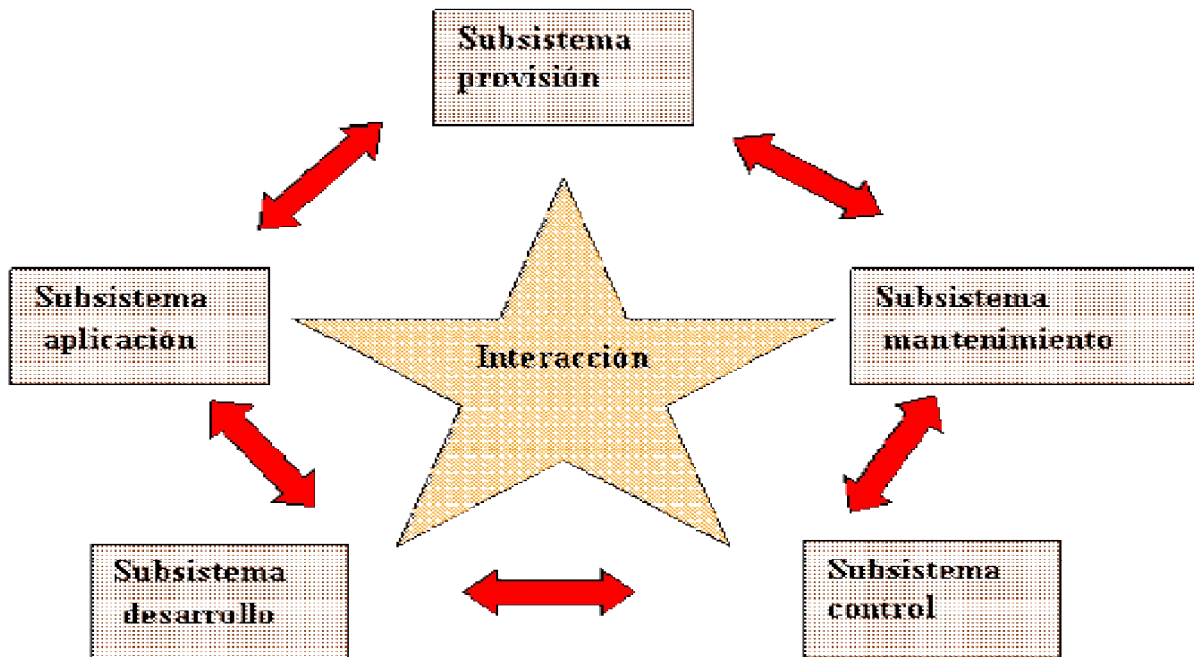 Subsistema
provisión
Subsistema
aplicación
Interacción
Subsistema
mantenimiento
Subsistema
desarrollo
Subsistema
control